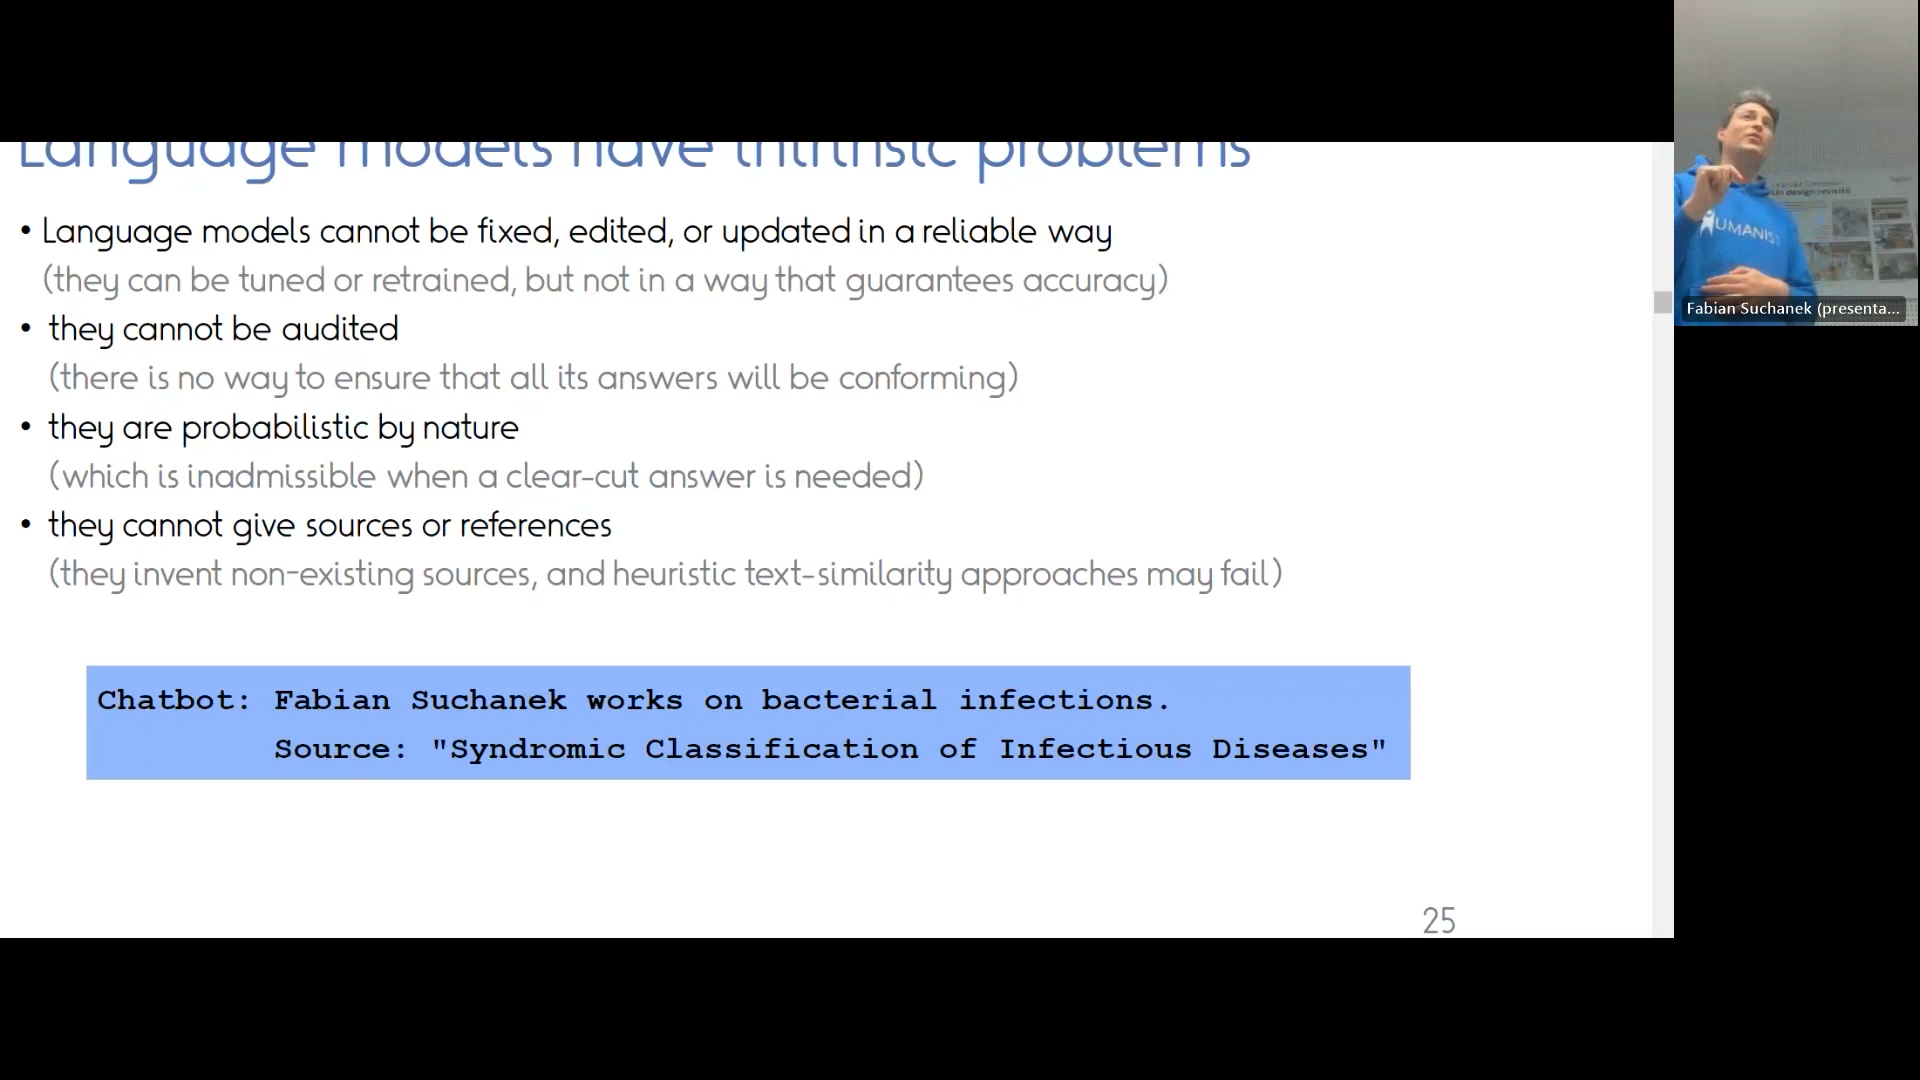 Language models have intrinsic problems
• Language models cannot be fixed, edited, or updated in a reliable way
(they can be tuned or retrained, but not in a way that guarantees accuracy)
• they cannot be audited
(there is no way to ensure that all its answers will be conforming)
• they are probabilistic by nature
(which is inadmissible when a clear-cut answer is needed)
• they cannot give sources or references
(they invent non-existing sources, and heuristic text-similarity approaches may fail)
Chatbot: Fabian Suchanek works on bacterial infections.
Source: "Syndromic Classification of Infectious Diseases"
25
Un design revisité
UMANIS
Fabian Suchanek (presenta...